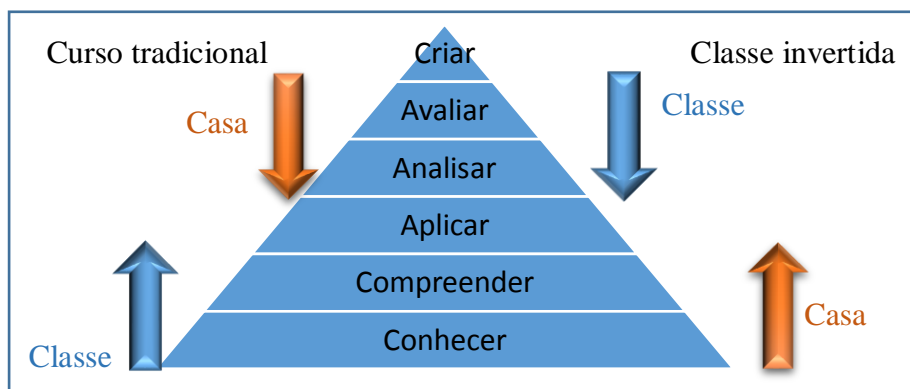 Curso tradicional
Criar
Classe invertida
Casa
Avaliar
Classe
Analisar
Aplicar
Compreender
Classe
Conhecer
Casa